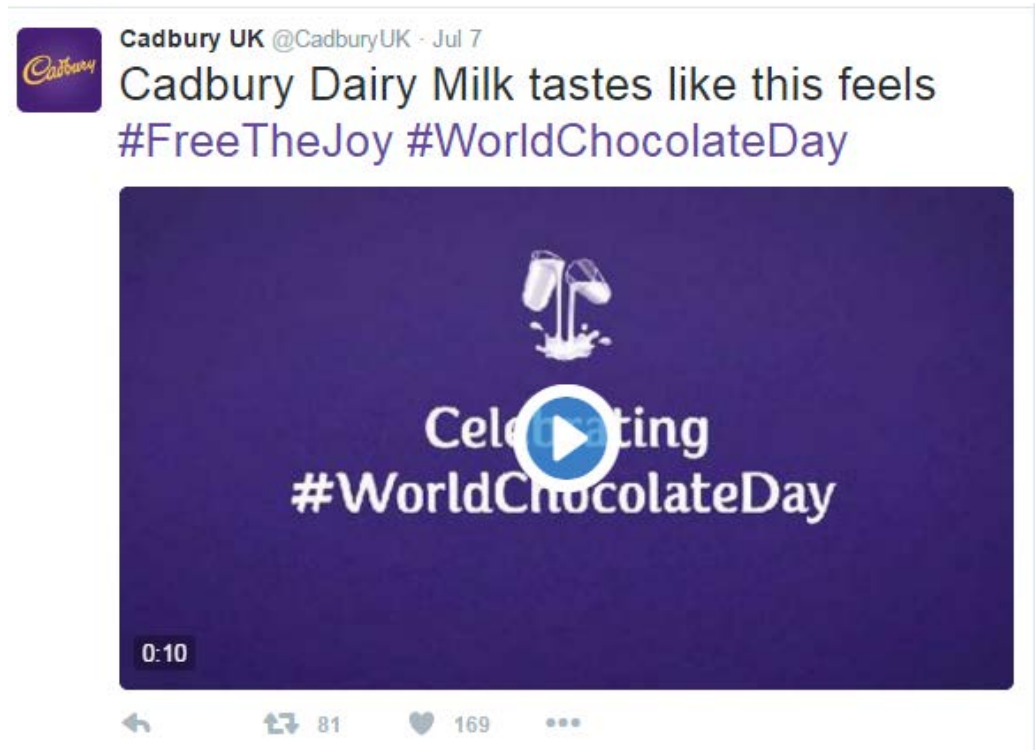 Cadbury
Cadbury UK @CadburyUK · Jul 7
Cadbury Dairy Milk tastes like this feels
#FreeTheJoy #WorldChocolateDay
Celebrating
#WorldChocolateDay
0:10
81 169